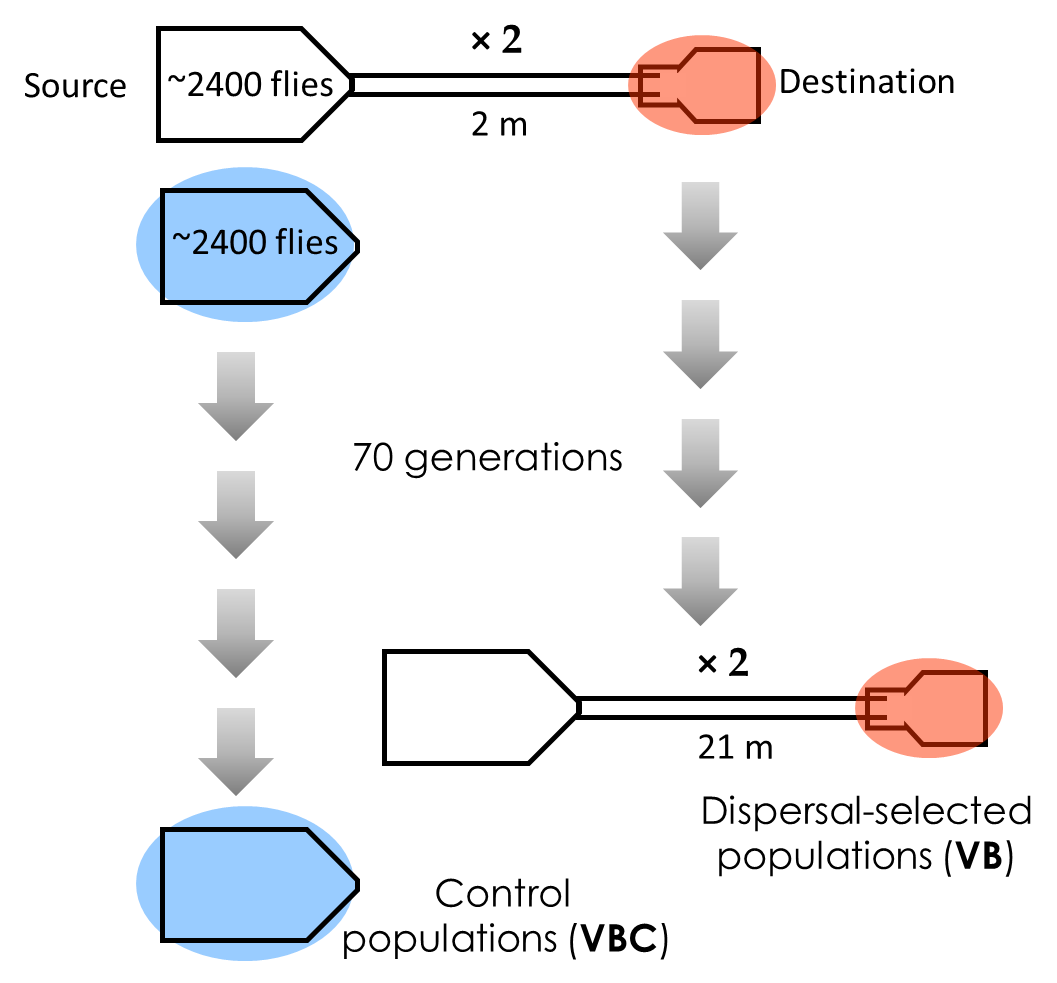 × 2
Source
~2400 flies
Destination
2 m
~2400 flies
70 generations
× 2
21 m
Dispersal-selected
populations (VB)
Control
populations (VBC)